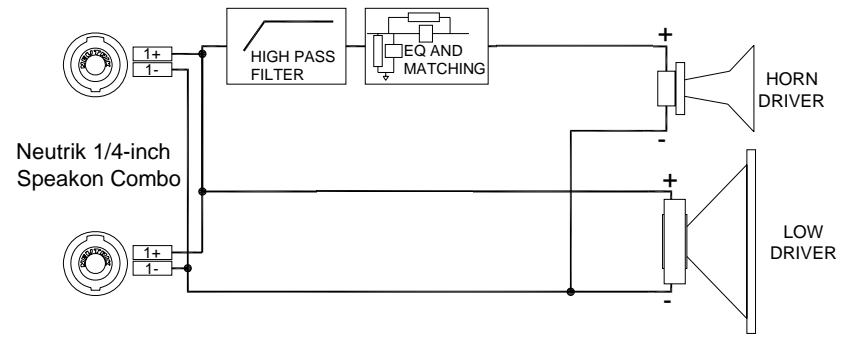 1+
1-
HIGH PASS
FILTER
EQ AND
MATCHING
+
-
HORN
DRIVER
Neutrik 1/4-inch
Speakon Combo
+
-
LOW
DRIVER
1+
1-